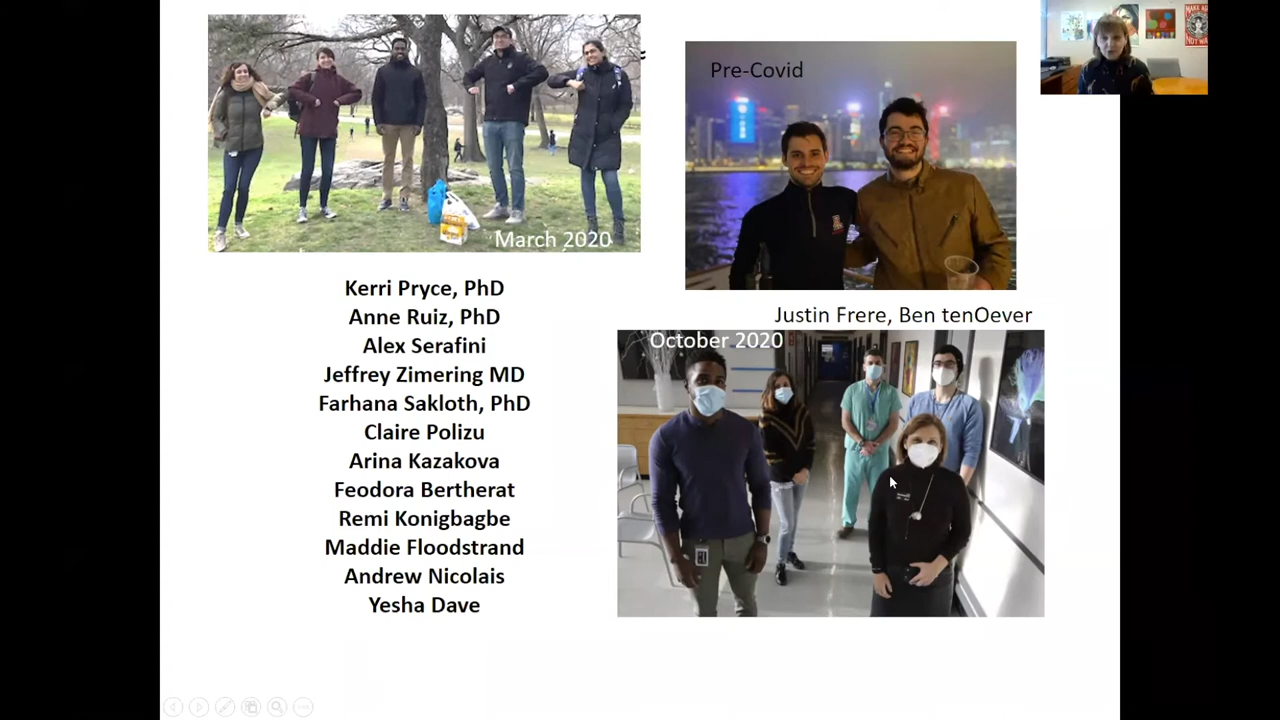 March 2020
Pre-Covid
Kerri Pryce, PhD
Anne Ruiz, PhD
Alex Serafini
Jeffrey Zimering MD
Farhana Sakloth, PhD
Claire Polizu
Arina Kazakova
Feodora Bertherat
Remi Konigbagbe
Maddie Floodstrand
Andrew Nicolais
Yesha Dave
Justin Frere, Ben tenOever
October 2020